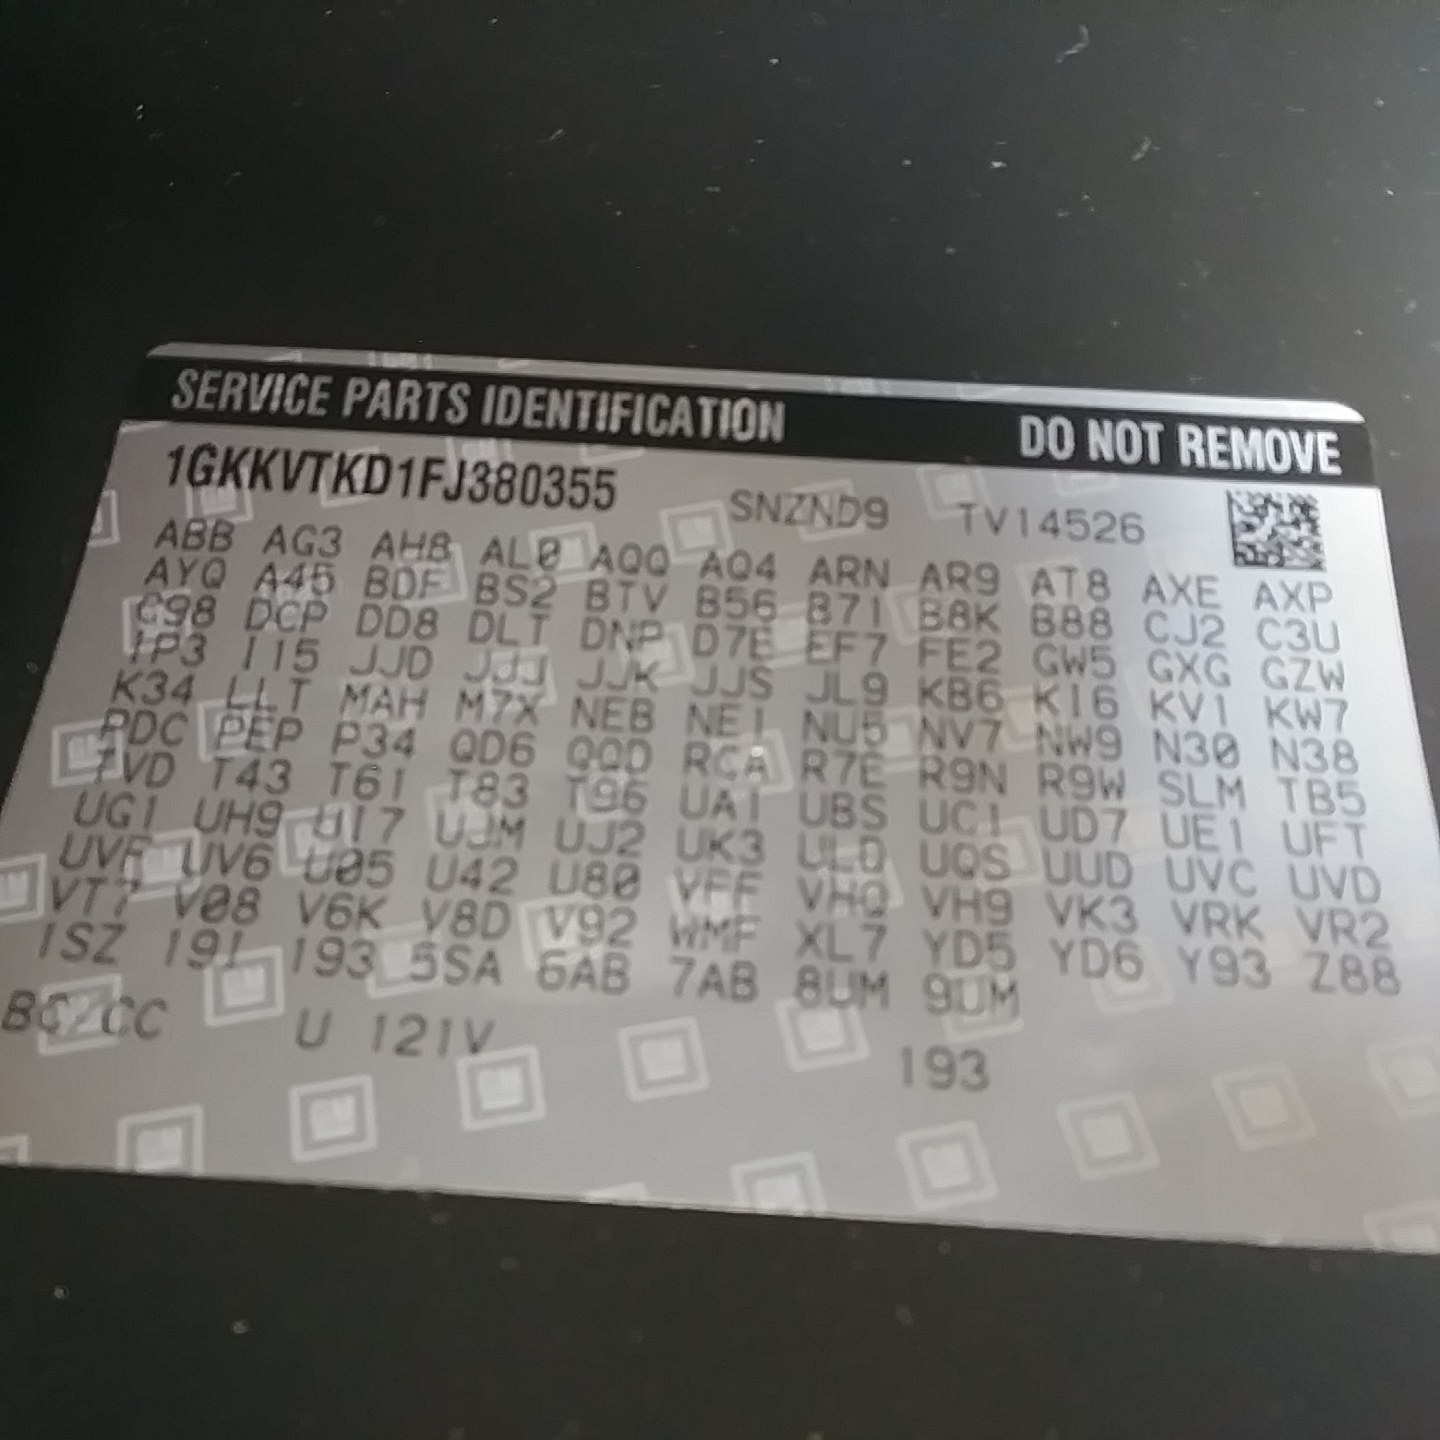 SERVICE PARTS IDENTIFICATION DO NOT REMOVE
1GKKVTKD1FJ380355 SNZND9 TV14526
ABB AG3 AH8 AL0 AQQ AQ4 ARN AR9 AT8 AXE AXP
AYQ A45 BDF BS2 BTV B56 B71 B8K B88 CJ2 C3U
C98 DCP DD8 DLT DNP D7E EF7 FE2 GW5 GXG GZW
IP3 I15 JJD JJJ JJK JJS JL9 KB6 KI6 KV1 KW7
K34 LLT MAH M7X NEB NE1 NU5 NV7 NW9 N30 N38
PDC PEP P34 QD6 QQD RCA R7E R9N R9W SLM TB5
TVD T43 T61 T83 T96 UA1 UBS UC1 UD7 UE1 UFT
UG1 UH9 U17 UJM UJ2 UK3 ULD UQS UUD UVC UVD
UVF UV6 U05 U42 U80 VFF VHQ VH9 VK3 VRK VR2
VT7 V08 V6K V8D V92 WMF XL7 YD5 YD6 Y93 Z88
1SZ 19I 193 5SA 6AB 7AB 8UM 9UM
U 121V 193